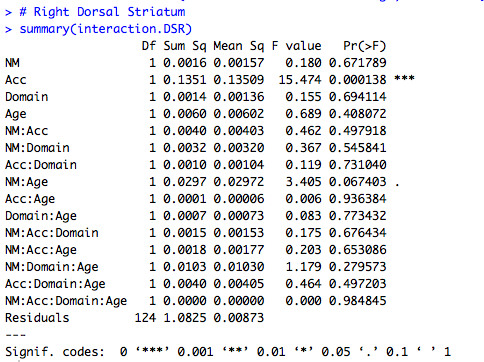 > # Right Dorsal Striatum
> summary(interaction.DSR)
Df Sum Sq Mean Sq F value Pr(>F)
NM 1 0.0016 0.00157 0.180 0.671789
Acc 1 0.1351 0.13509 15.474 0.000138 ***
Domain 1 0.0014 0.00136 0.155 0.694114
Age 1 0.0060 0.00602 0.689 0.408072
NM:Acc 1 0.0040 0.00403 0.462 0.497918
NM:Domain 1 0.0032 0.00320 0.367 0.545841
Acc:Domain 1 0.0010 0.00104 0.119 0.731040
NM:Age 1 0.0297 0.02972 3.405 0.067403 .
Acc:Age 1 0.0001 0.00006 0.006 0.936384
Domain:Age 1 0.0007 0.00073 0.083 0.773432
NM:Acc:Domain 1 0.0015 0.00153 0.175 0.676434
NM:Acc:Age 1 0.0018 0.00177 0.203 0.653086
NM:Domain:Age 1 0.0103 0.01030 1.179 0.279573
Acc:Domain:Age 1 0.0040 0.00405 0.464 0.497203
NM:Acc:Domain:Age 1 0.0000 0.00000 0.000 0.984845
Residuals 124 1.0825 0.00873
---
Signif. codes: 0 ‘***’ 0.001 ‘**’ 0.01 ‘*’ 0.05 ‘.’ 0.1 ‘ ’ 1